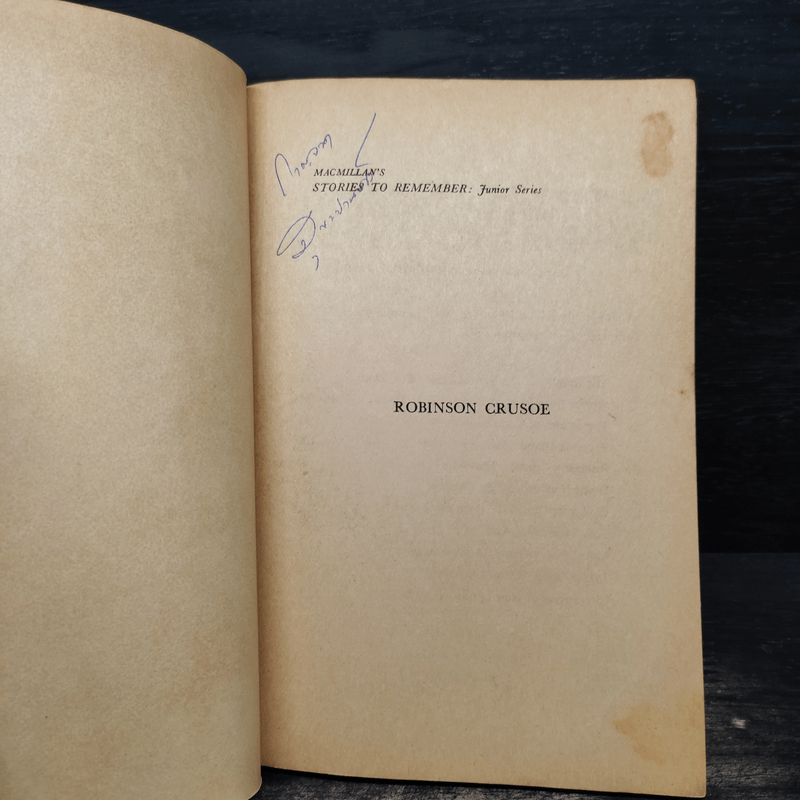 MACMILLAN'S
STORIES TO REMEMBER: Junior Series
ROBINSON CRUSOE